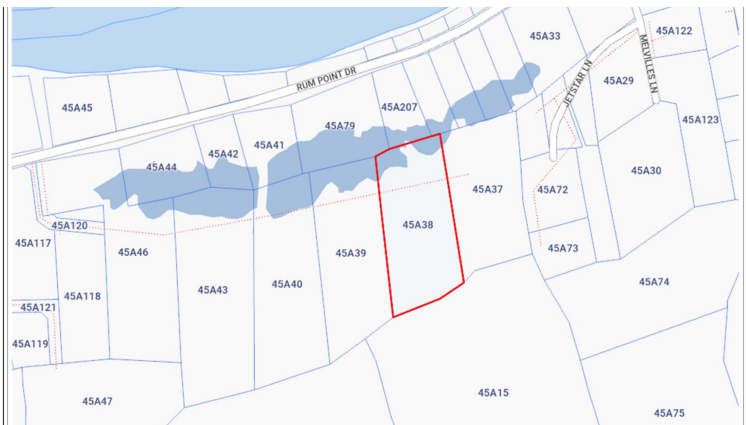 45A122
45A33
MELVILLES LN
RUM POINT DR
JETSTAR LN
45A29
45A45
45A207
45A123
45A79
45A41
45A42
45A44
45A30
45A37
45A72
45A120
45A38
45A117
45A46
45A39
45A73
45A40
45A74
45A43
45A118
45A121
45A119
45A15
45A47
45A75